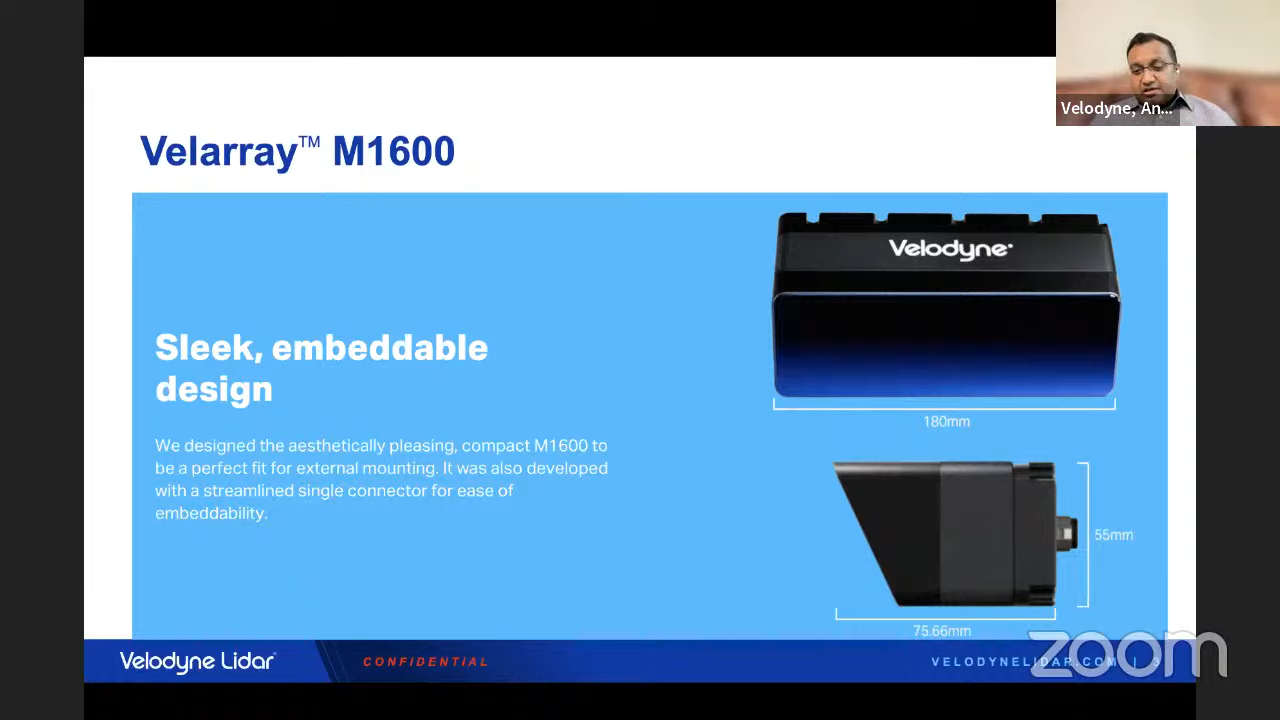 Velodyne, An...
Velarray™ M1600
Velodyne
Sleek, embeddable
design
We designed the aesthetically pleasing, compact M1600 to
be a perfect fit for external mounting. It was also developed
with a streamlined single connector for ease of
embeddability.
180mm
55mm
75.66mm
Velodyne Lidar
CONFIDENTIAL
VELODYNELIDAR.COM | 3
zoom